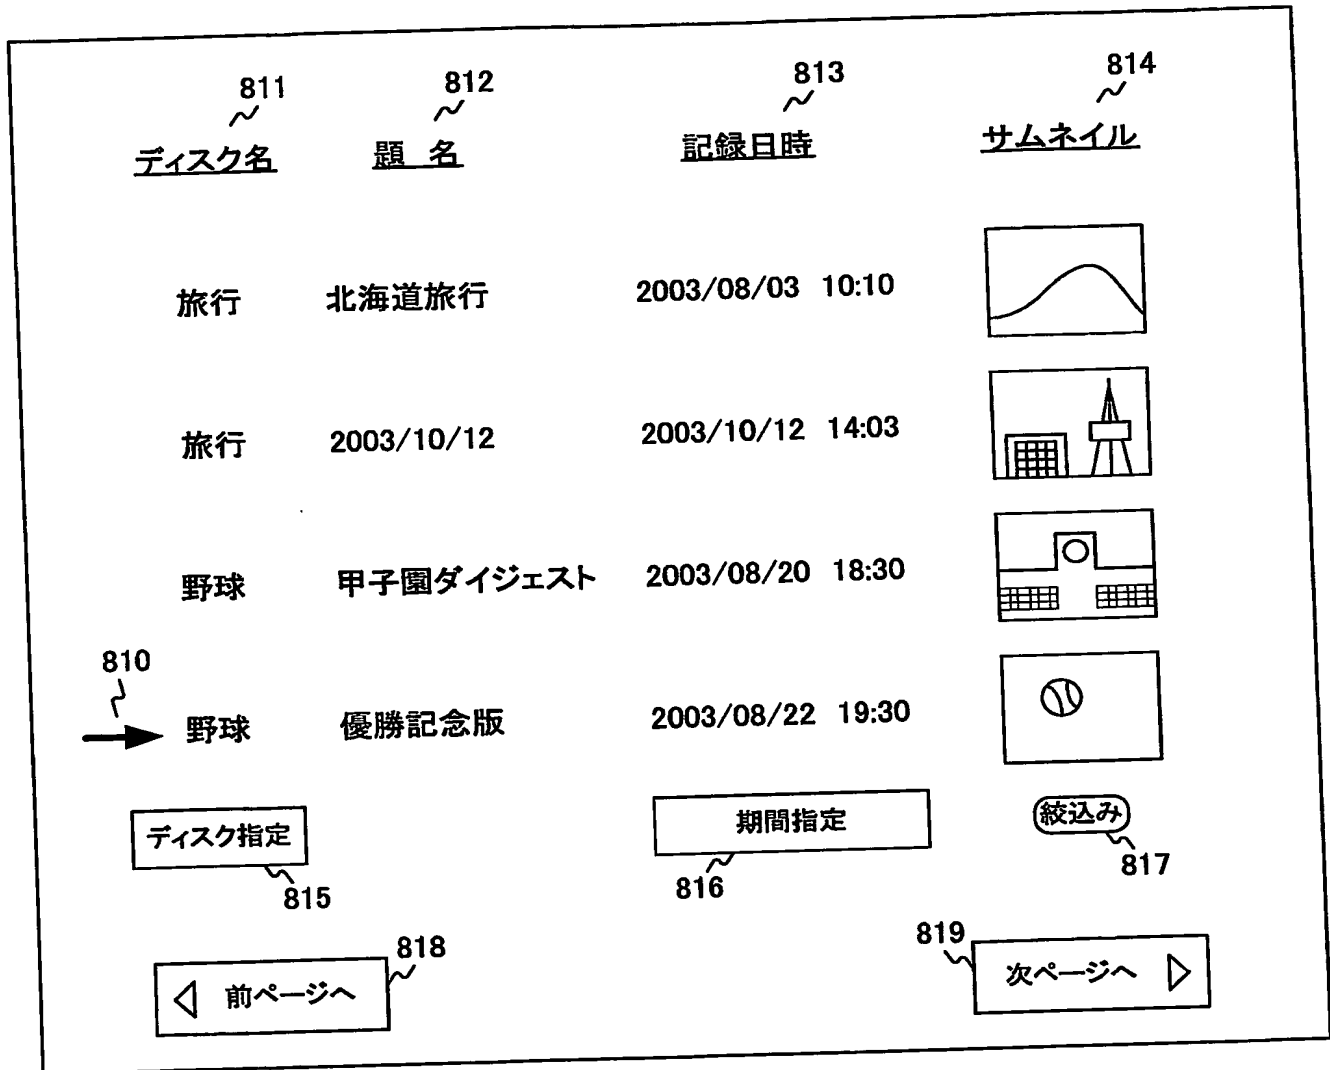 811 812 813 814
ディスク名 題 名 記録日時 サムネイル
旅行 北海道旅行 2003/08/03 10:10
旅行 2003/10/12 2003/10/12 14:03
野球 甲子園ダイジェスト 2003/08/20 18:30
810
野球 優勝記念版 2003/08/22 19:30
ディスク指定 期間指定 絞込み
815 816 817
818 819
前ページへ 次ページへ